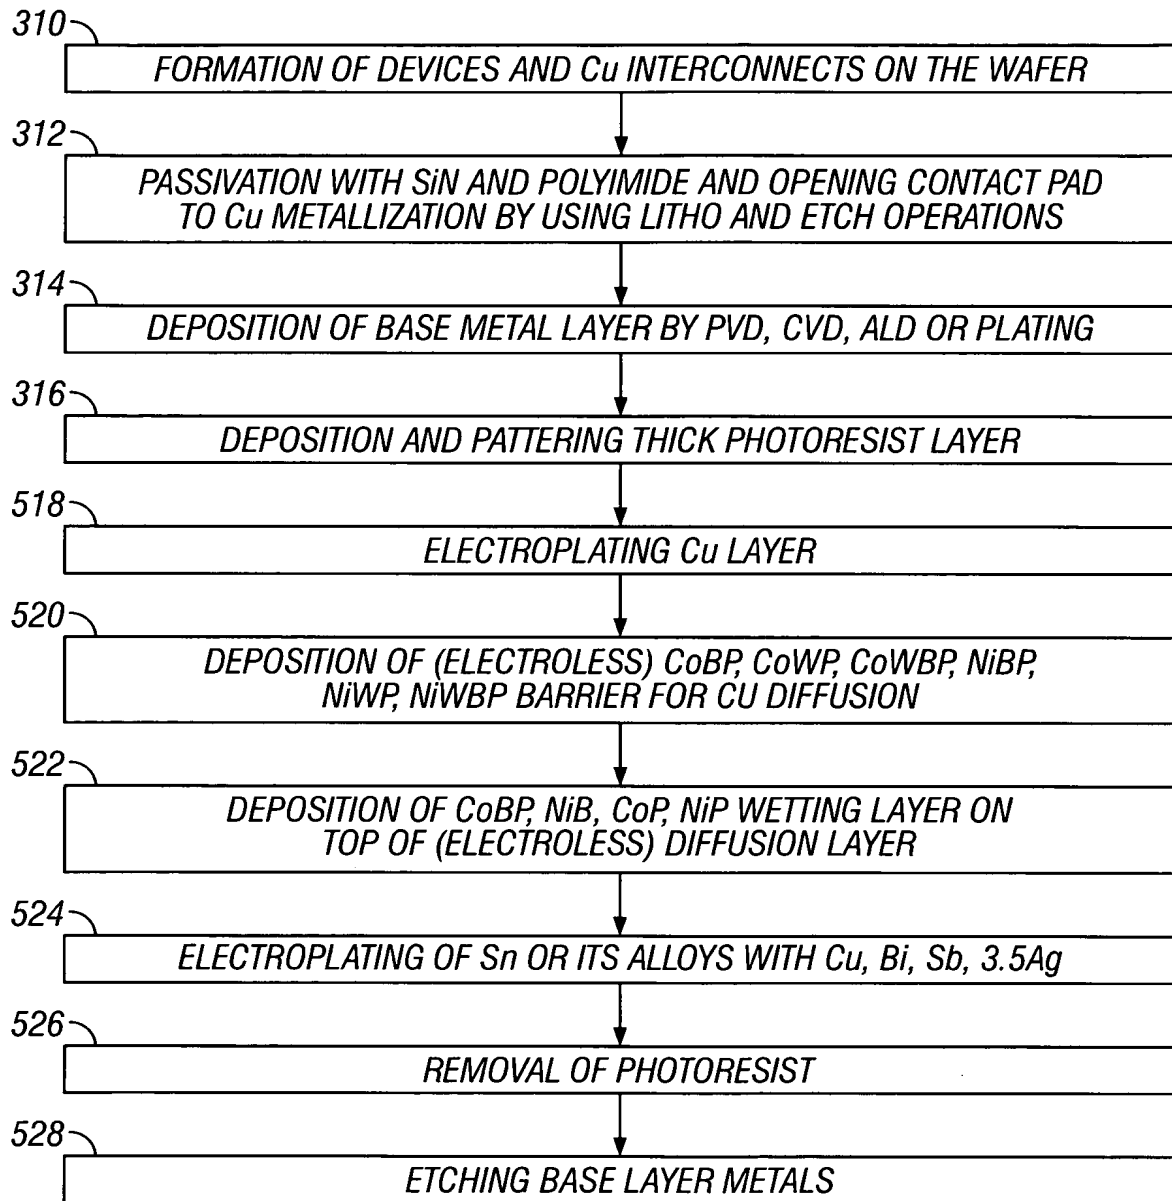 310
FORMATION OF DEVICES AND Cu INTERCONNECTS ON THE WAFER
312
PASSIVATION WITH SiN AND POLYIMIDE AND OPENING CONTACT PAD
TO Cu METALLIZATION BY USING LITHO AND ETCH OPERATIONS
314
DEPOSITION OF BASE METAL LAYER BY PVD, CVD, ALD OR PLATING
316
DEPOSITION AND PATTERING THICK PHOTORESIST LAYER
518
ELECTROPLATING Cu LAYER
520
DEPOSITION OF (ELECTROLESS) CoBP, CoWP, CoWBP, NiBP,
NiWP, NiWBP BARRIER FOR CU DIFFUSION
522
DEPOSITION OF CoBP, NiB, CoP, NiP WETTING LAYER ON
TOP OF (ELECTROLESS) DIFFUSION LAYER
524
ELECTROPLATING OF Sn OR ITS ALLOYS WITH Cu, Bi, Sb, 3.5Ag
526
REMOVAL OF PHOTORESIST
528
ETCHING BASE LAYER METALS